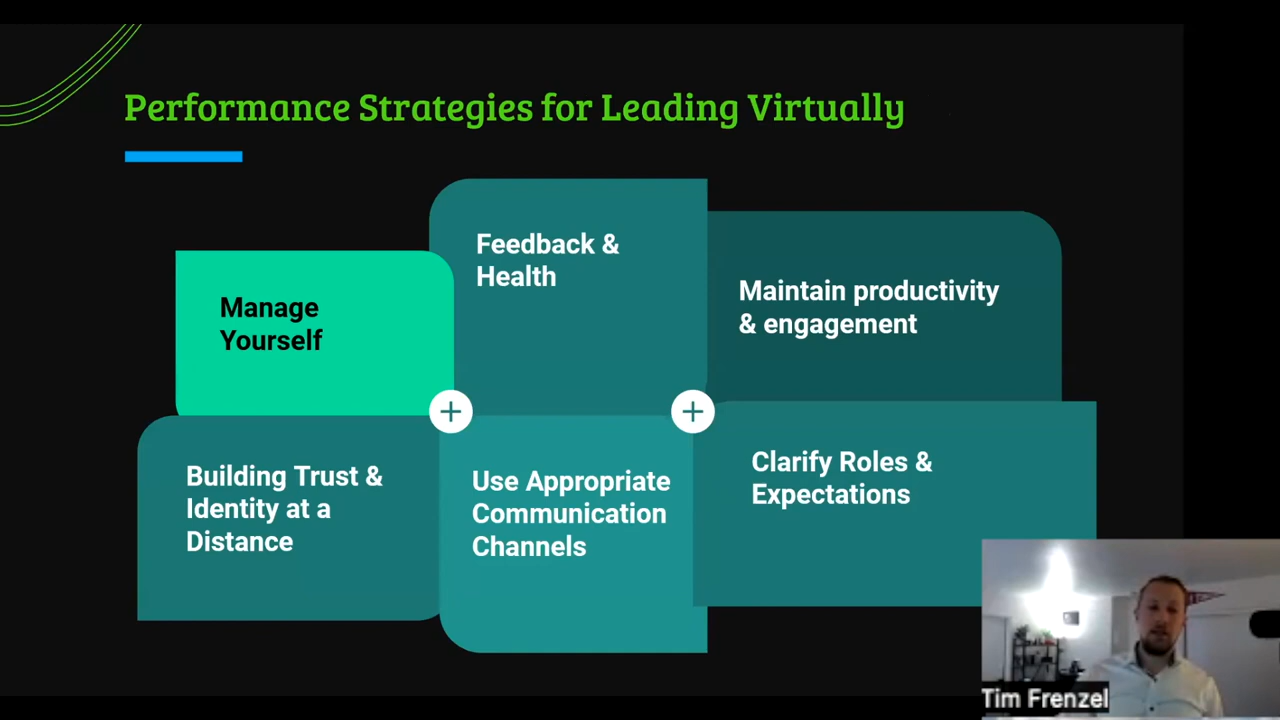 Performance Strategies for Leading Virtually
Manage
Yourself
Feedback &
Health
Maintain productivity
& engagement
Building Trust &
Identity at a
Distance
Use Appropriate
Communication
Channels
Clarify Roles &
Expectations
Tim Frenzel